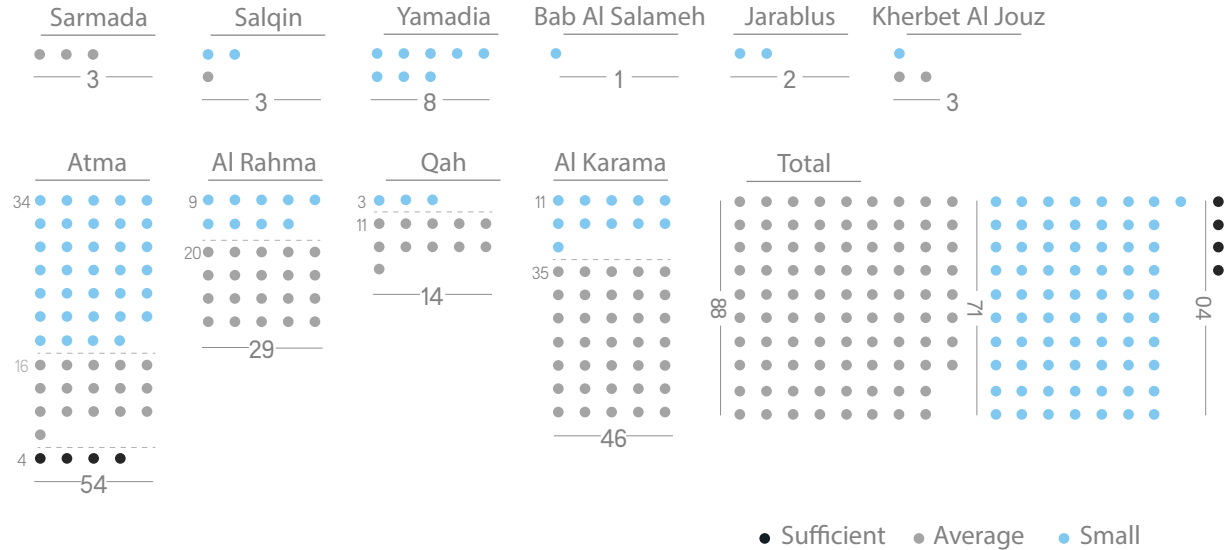 Sarmada
3
Salqin
3
Yamadia
8
Bab Al Salameh
1
Jarablus
2
Kherbet Al Jouz
3
Atma
34
16
4
54
Al Rahma
9
20
29
Qah
3
11
14
Al Karama
11
35
46
Total
88
71
04
Sufficient
Average
Small